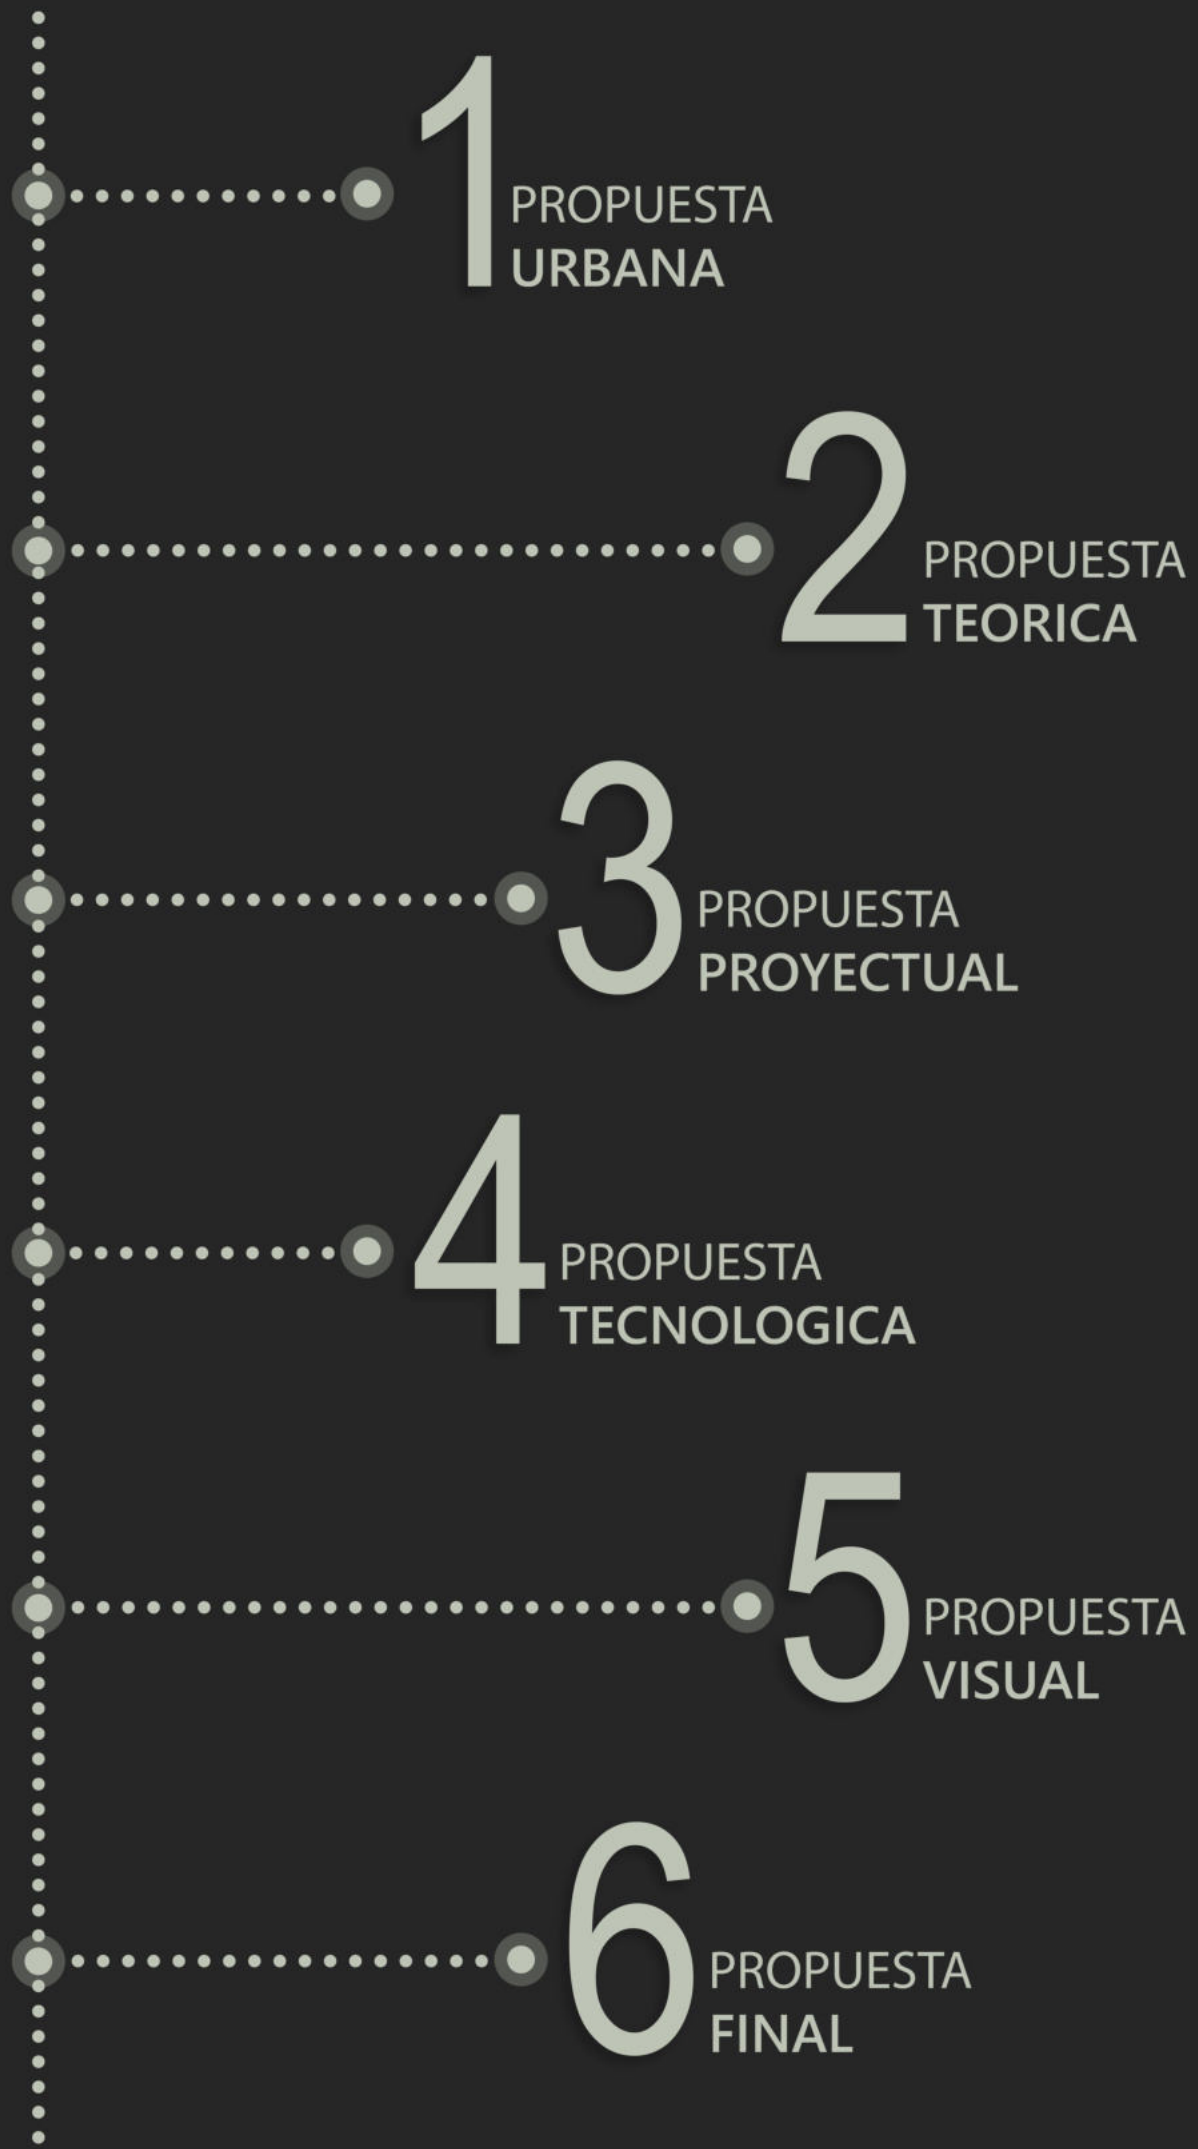 1
PROPUESTA
URBANA
2
PROPUESTA
TEORICA
3
PROPUESTA
PROYECTUAL
4
PROPUESTA
TECNOLOGICA
5
PROPUESTA
VISUAL
6
PROPUESTA
FINAL